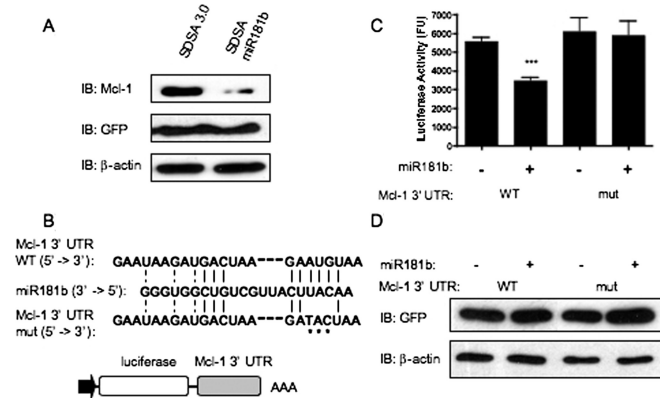 A
SDSA 3.0
SDSA
miR181b
IB: Mcl-1
IB: GFP
IB: β-actin
B
Mcl-1 3' UTR
WT (5' -> 3'):
GAAUAAGAUGACUAA---GAAUGUAA
miR181b (3' -> 5'):
GGGUGGCUGUCGUUACUUACAA
Mcl-1 3' UTR
mut (5' -> 3'):
GAAUAAGAUGACUAA---GATACUAA
luciferase
Mcl-1 3' UTR
AAA
C
Luciferase Activity (FU)
7000
6000
5000
4000
3000
2000
1000
0
***
miR181b:
- + - +
Mcl-1 3' UTR:
WT mut
D
miR181b:
- + - +
Mcl-1 3' UTR:
WT mut
IB: GFP
IB: β-actin